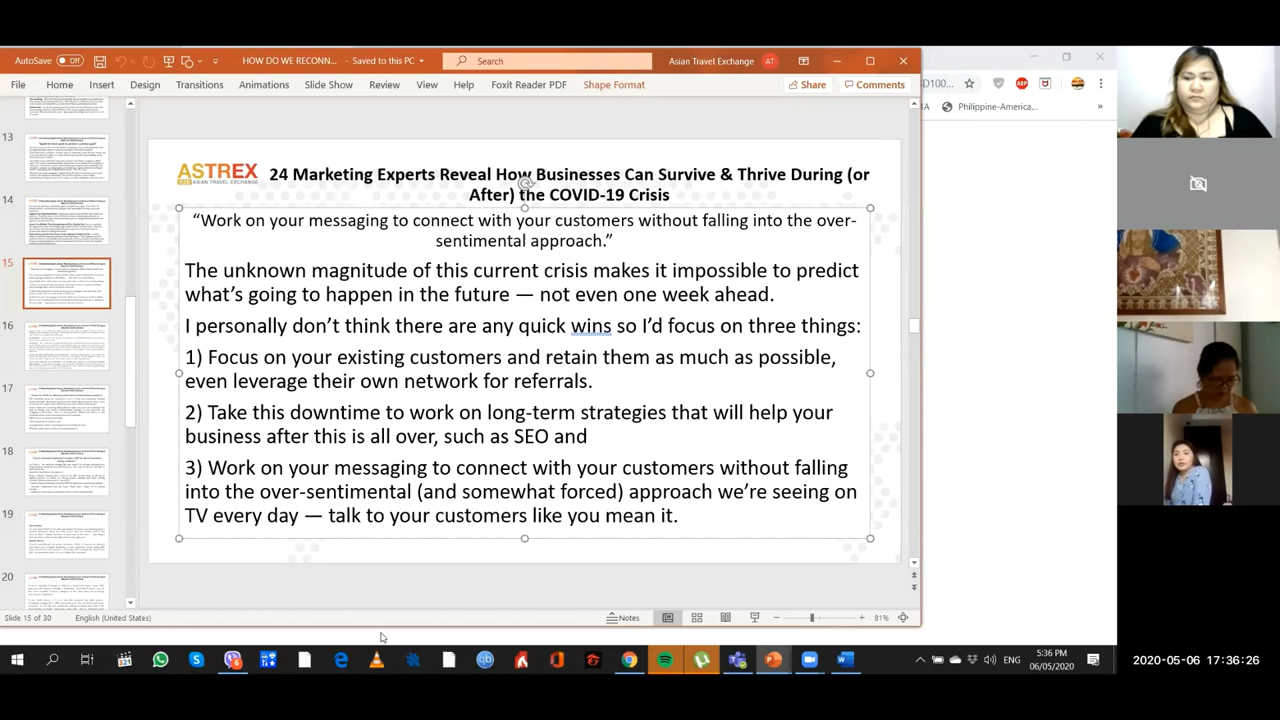 AutoSave Off
HOW DO WE RECONN... - Saved to this PC
Search
Asian Travel Exchange AT
File Home Insert Design Transitions Animations Slide Show Review View Help Foxit Reader PDF Shape Format Share Comments
D100...
ABP
A Philippine-America... »
13
14
15
16
17
18
19
20
ASTREX
ASIAN TRAVEL EXCHANGE
24 Marketing Experts Reveal How Businesses Can Survive & Thrive During (or
After) the COVID-19 Crisis
“Work on your messaging to connect with your customers without falling into the over-
sentimental approach.”
The unknown magnitude of this current crisis makes it impossible to predict
what’s going to happen in the future — not even one week ahead.
I personally don’t think there are any quick wins so I’d focus on three things:
1) Focus on your existing customers and retain them as much as possible,
even leverage their own network for referrals.
2) Take this downtime to work on long-term strategies that will help your
business after this is all over, such as SEO and
3) Work on your messaging to connect with your customers without falling
into the over-sentimental (and somewhat forced) approach we’re seeing on
TV every day — talk to your customers like you mean it.
Slide 15 of 30 English (United States) Notes 81%
ENG
5:36 PM
06/05/2020
2020-05-06 17:36:26